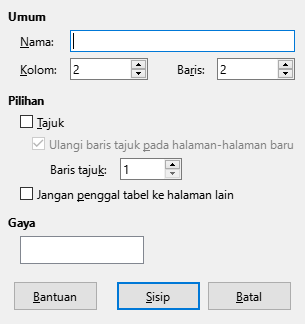 Umum
Nama:
Kolom: 2 Baris: 2
Pilihan
Tajuk
Ulangi baris tajuk pada halaman-halaman baru
Baris tajuk: 1
Jangan penggal tabel ke halaman lain
Gaya
Bantuan Sisip Batal